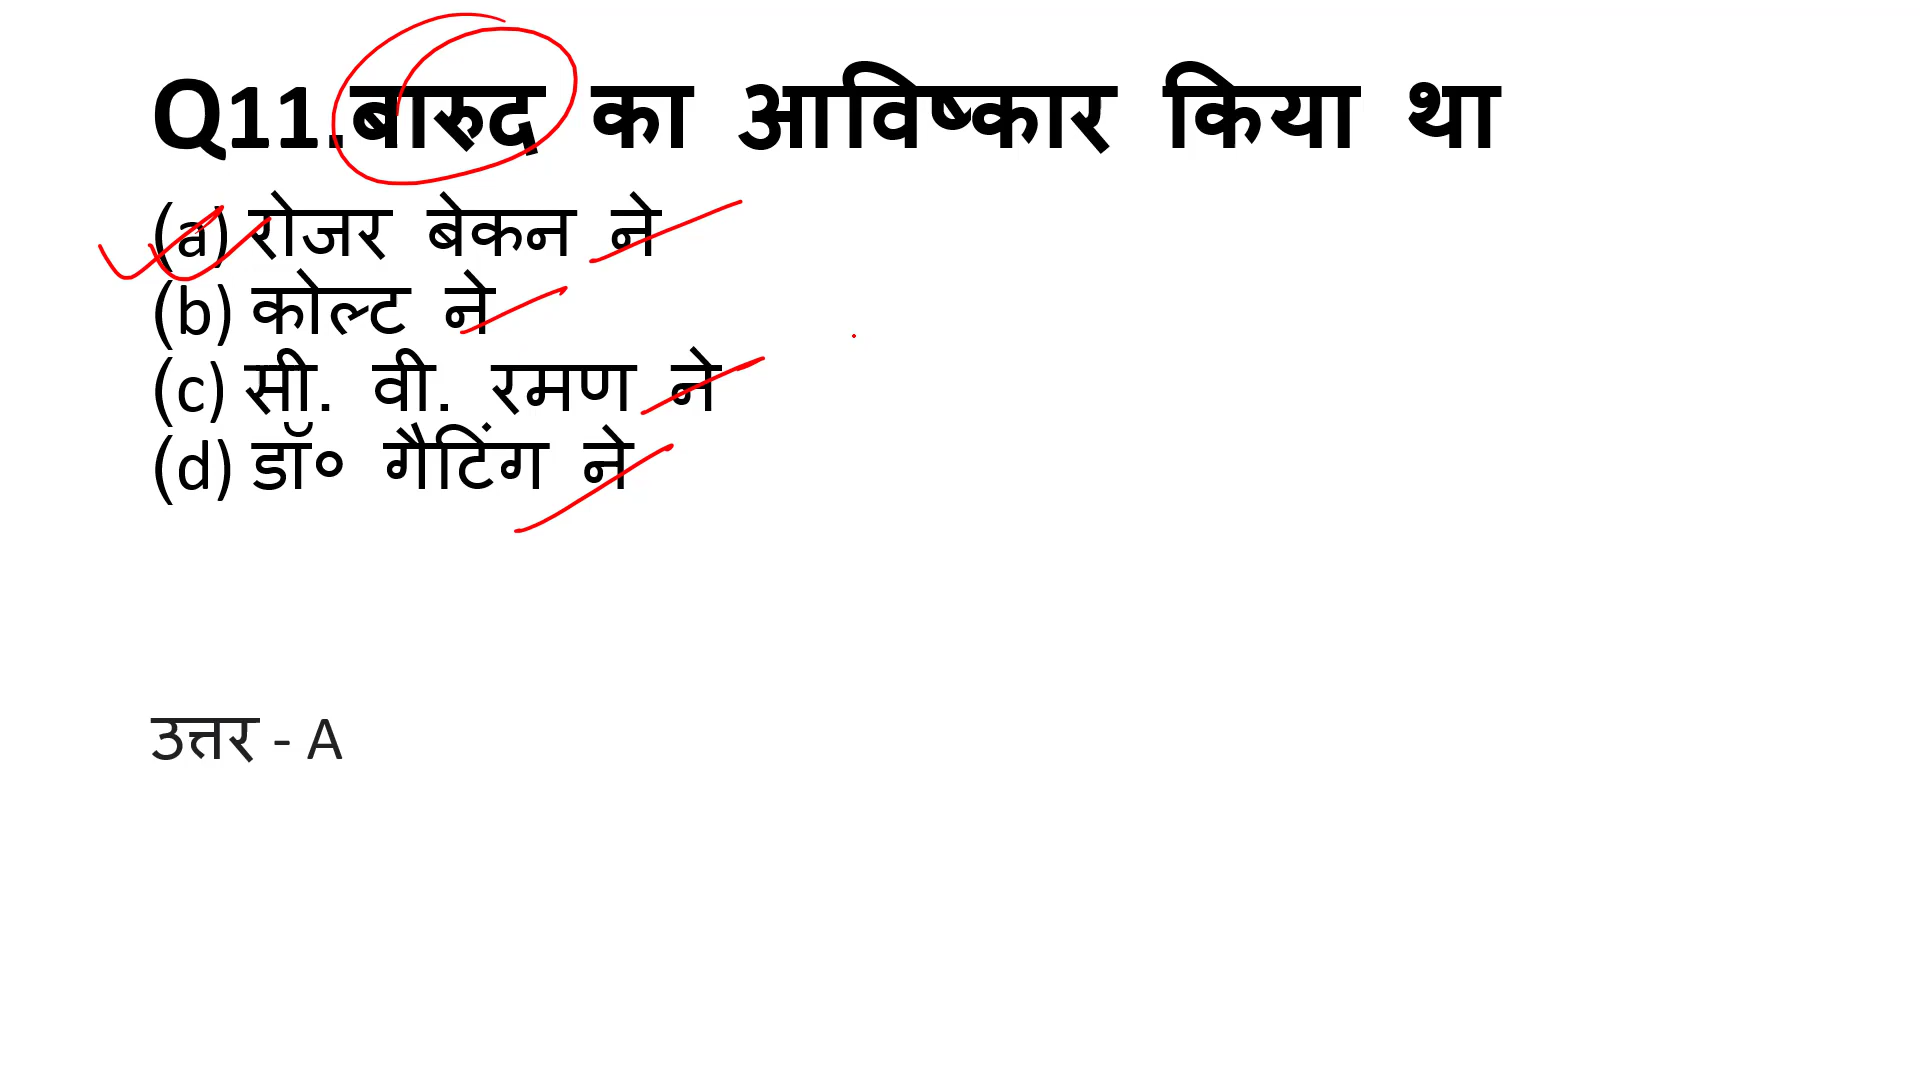 Q11.बारुद का आविष्कार किया था
(a) रोजर बेकन ने
(b) कोल्ट ने
(c) सी. वी. रमण ने
(d) डॉ० गैटिंग ने
उत्तर - A